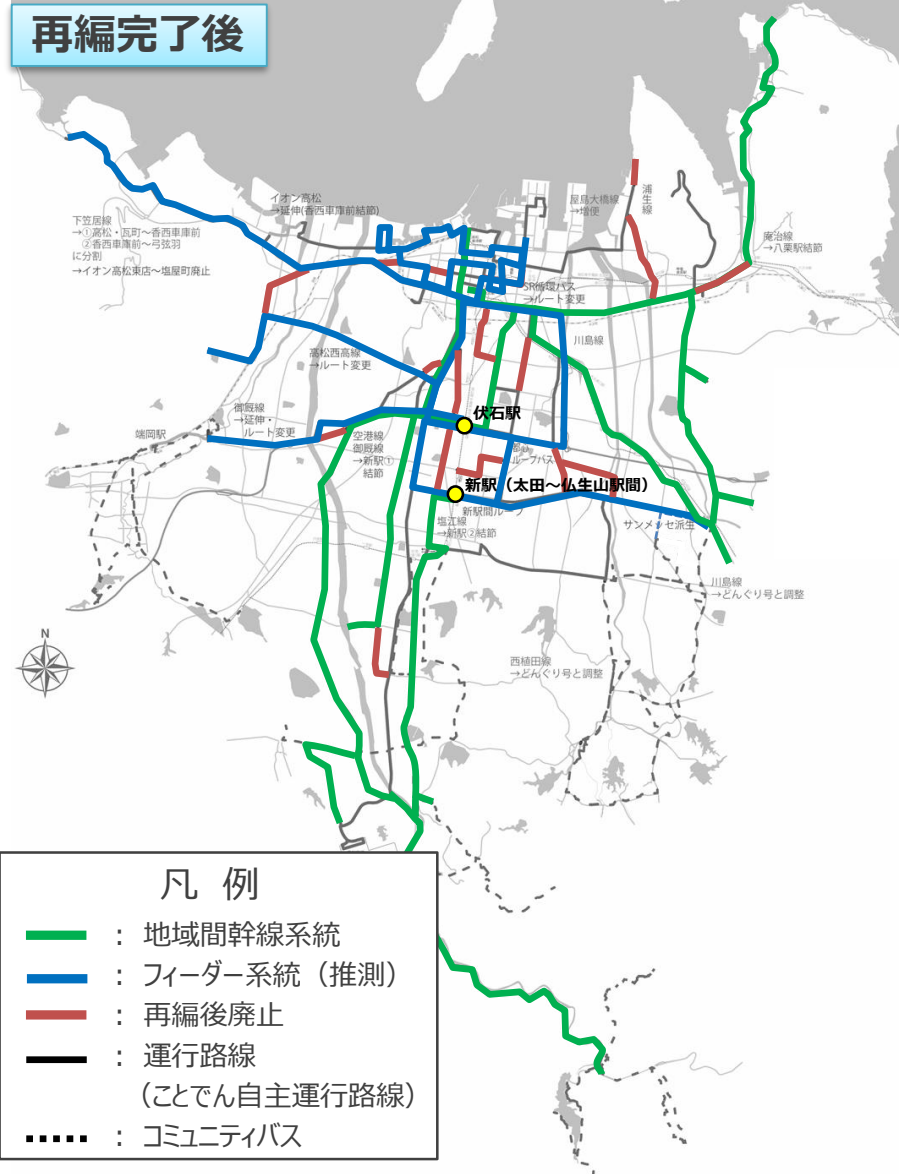 再編完了後
イオン高松
→延伸(香西車庫前結節)
屋島大橋線
→増便
浦生線
下笠居線
→①高松・瓦町～香西車庫前
②香西車庫前～弓弦羽
に分割
→イオン高松東店～塩屋町廃止
庵治線
→八栗駅結節
SR循環バス
→ルート変更
川島線
高松西高線
→ルート変更
伏石駅
御厩線
→延伸・
ルート変更
端岡駅
空港線
御厩線
→新駅①
結節
ループバス
新駅（太田～仏生山駅間）
新駅間ループ
塩江線
→新駅②結節
サンメッセ派生
川島線
→どんぐり号と調整
西植田線
→どんぐり号と調整
N
凡 例
： 地域間幹線系統
： フィーダー系統（推測）
： 再編後廃止
： 運行路線
（ことでん自主運行路線）
： コミュニティバス